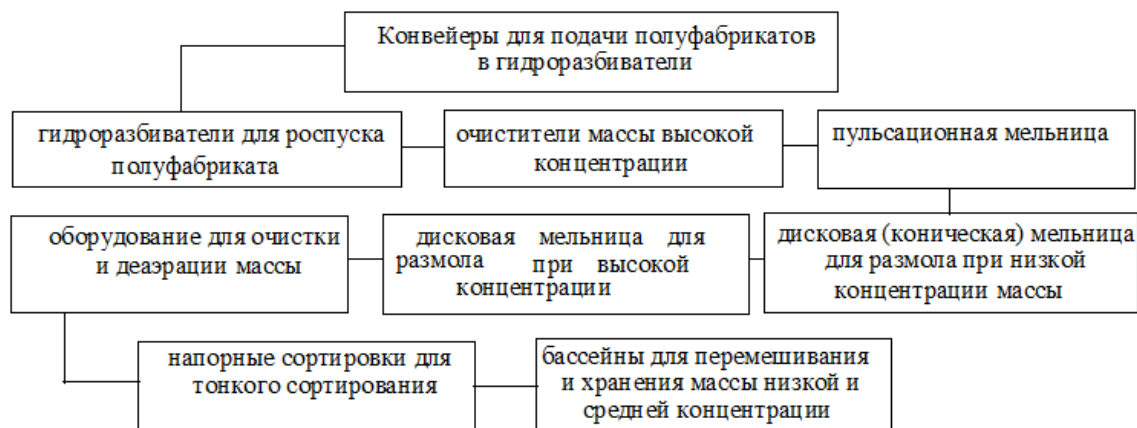 Конвейеры для подачи полуфабрикатов
в гидроразбиватели
гидроразбиватели для роспуска
полуфабриката
очистители массы высокой
концентрации
пульсационная мельница
оборудование для очистки
и деаэрации массы
дисковая мельница для
размола при высокой
концентрации
дисковая (коническая) мельница
для размола при низкой
концентрации массы
напорные сортировки для
тонкого сортирования
бассейны для перемешивания
и хранения массы низкой и
средней концентрации